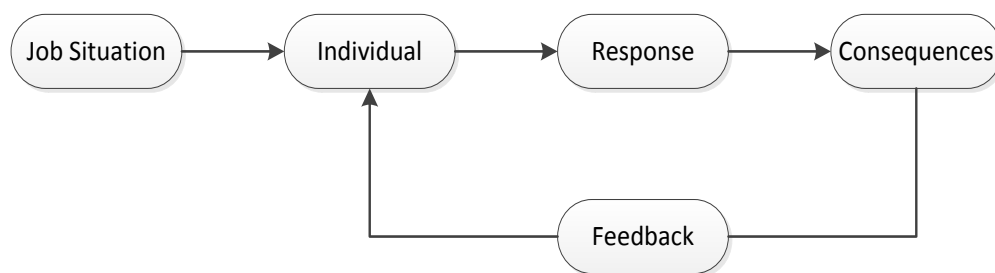 Job Situation
Individual
Response
Consequences
Feedback